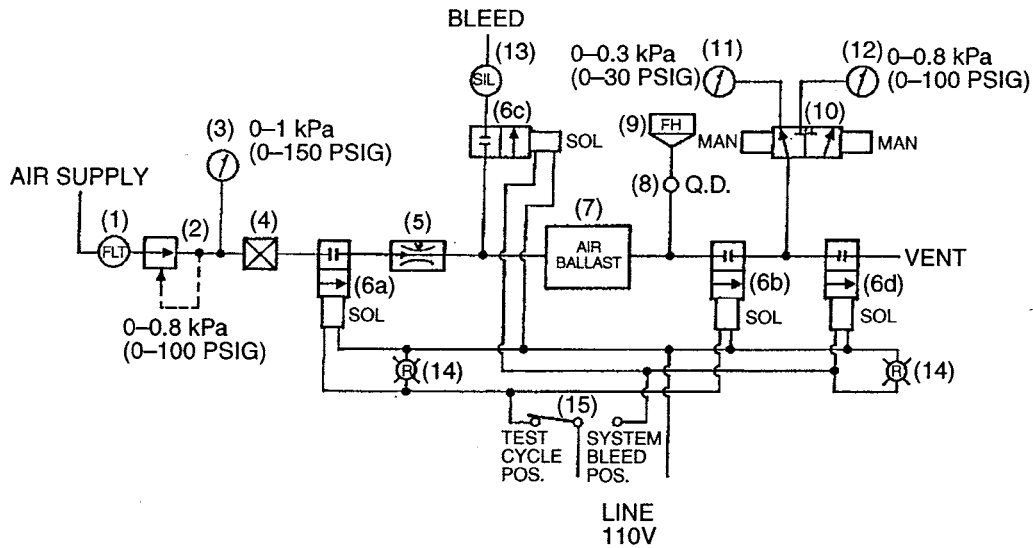 BLEED
(13)
SIL
(6c)
SOL
0–0.3 kPa
(0–30 PSIG)
(11)
(12)
0–0.8 kPa
(0–100 PSIG)
(10)
MAN
MAN
(9)
FH
(8)
Q.D.
(3)
0–1 kPa
(0–150 PSIG)
AIR SUPPLY
(1)
FLT
(2)
(4)
(5)
(7)
AIR
BALLAST
VENT
(6a)
SOL
(6b)
SOL
(6d)
SOL
0–0.8 kPa
(0–100 PSIG)
R
(14)
R
(14)
(15)
TEST
CYCLE
POS.
SYSTEM
BLEED
POS.
LINE
110V